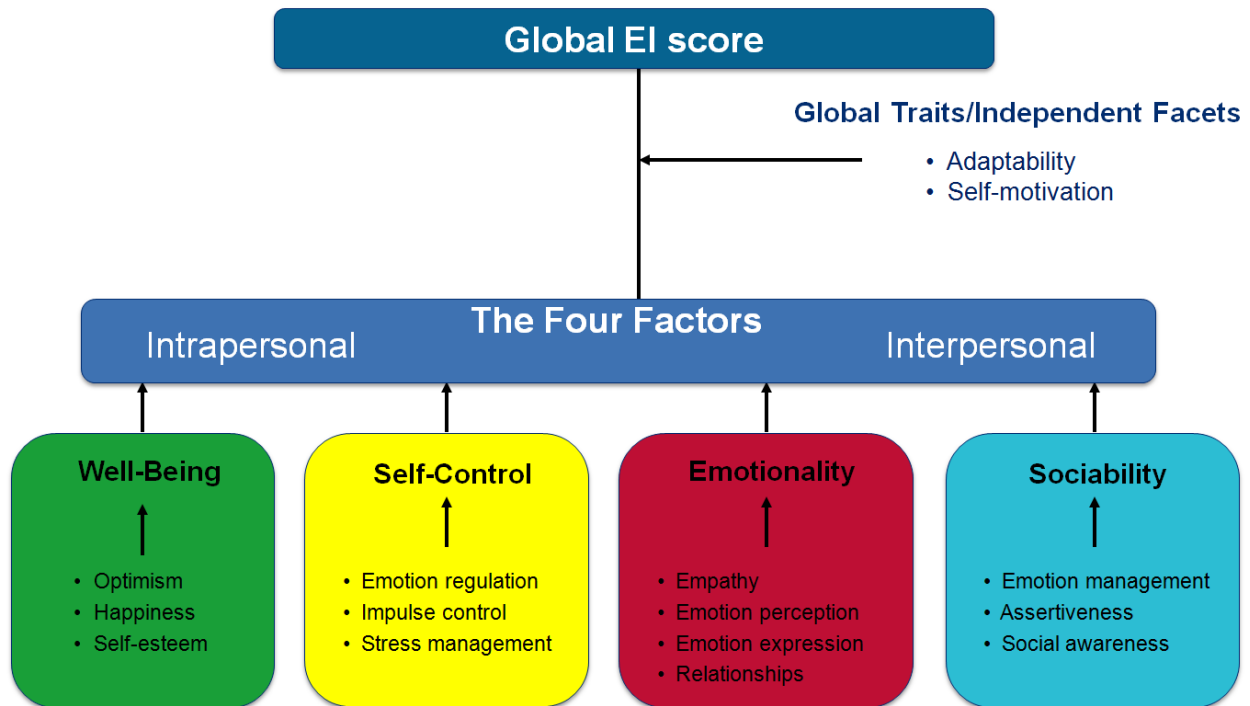 Global EI score
Global Traits/Independent Facets
• Adaptability
• Self-motivation
The Four Factors
Intrapersonal
Interpersonal
Well-Being
• Optimism
• Happiness
• Self-esteem
Self-Control
• Emotion regulation
• Impulse control
• Stress management
Emotionality
• Empathy
• Emotion perception
• Emotion expression
• Relationships
Sociability
• Emotion management
• Assertiveness
• Social awareness